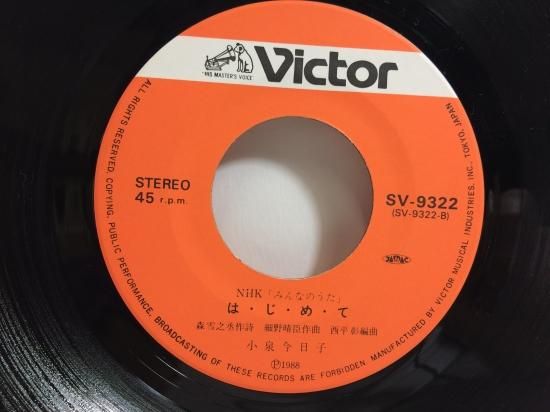 "HIS MASTER'S VOICE"
Victor
STEREO
45 r.p.m.
SV-9322
(SV-9322-B)
JASRAC
NHK「みんなのうた」
は・じ・め・て
森雪之丞作詩 細野晴臣作曲 西平彰編曲
小泉今日子
Ⓟ1988
ALL RIGHTS RESERVED. COPYING, PUBLIC PERFORMANCE, BROADCASTING OF THESE RECORDS ARE FORBIDDEN MANUFACTURED BY VICTOR MUSICAL INDUSTRIES, INC., TOKYO, JAPAN